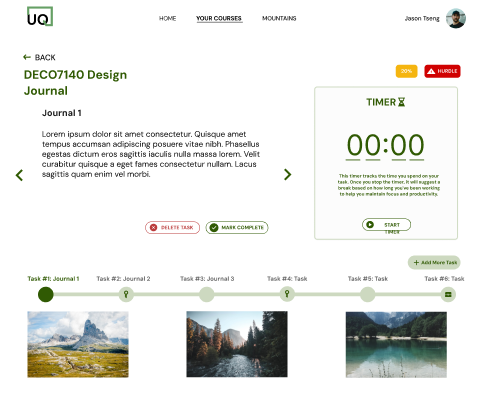 UQ
HOME YOUR COURSES MOUNTAINS
Jason Tseng
BACK
DECO7140 Design
Journal
20%
HURDLE
Journal 1
Lorem ipsum dolor sit amet consectetur. Quisque amet
tempus accumsan adipiscing posuere vitae nibh. Phasellus
egestas dictum eros sagittis iaculis nulla massa lorem. Velit
curabitur quisque a eget fames consectetur nullam. Lacus
sagittis quam enim vel morbi.
DELETE TASK
MARK COMPLETE
TIMER
00:00
This timer tracks the time you spend on your
task. Once you stop the timer, it will suggest a
break based on how long you've been working
to help you maintain focus and productivity.
START
TIMER
+ Add More Task
Task #1: Journal 1
Task #2: Journal 2
Task #3: Journal 3
Task #4: Task
Task #5: Task
Task #6: Task